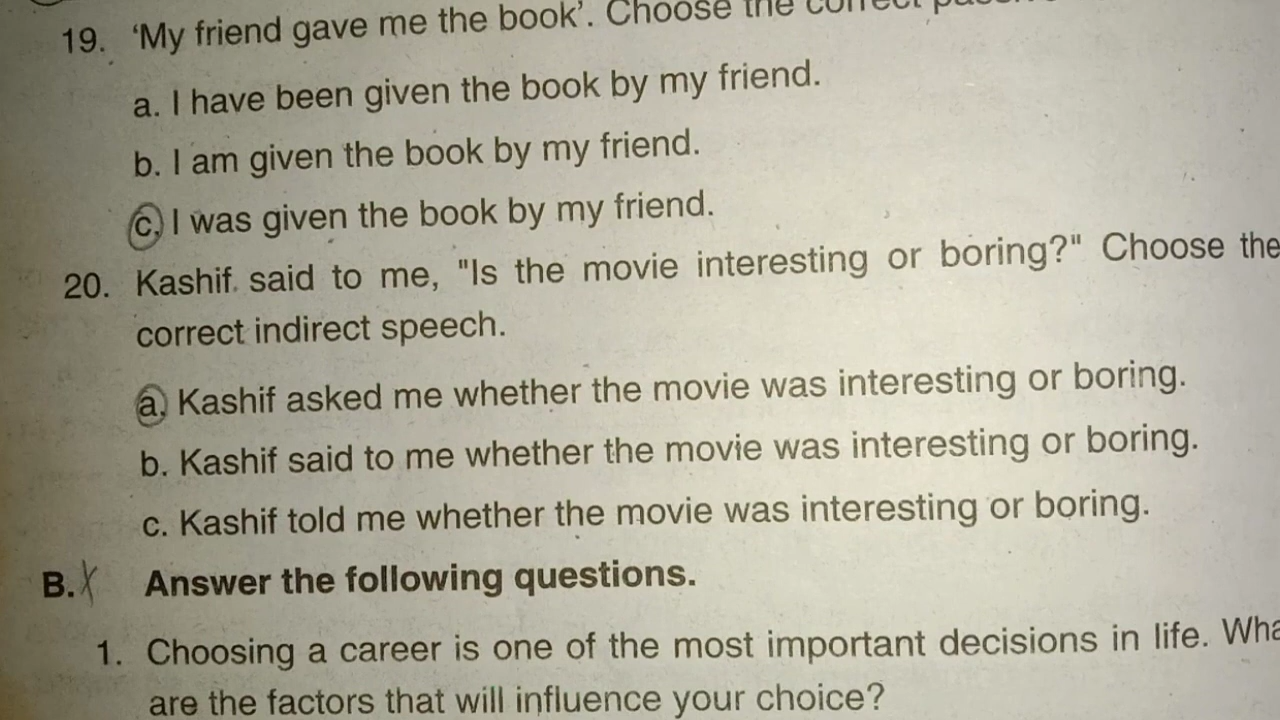 19. 'My friend gave me the book'. Choose the correct
a. I have been given the book by my friend.
b. I am given the book by my friend.
c. I was given the book by my friend.
20. Kashif said to me, "Is the movie interesting or boring?" Choose the
correct indirect speech.
a. Kashif asked me whether the movie was interesting or boring.
b. Kashif said to me whether the movie was interesting or boring.
c. Kashif told me whether the movie was interesting or boring.
B. Answer the following questions.
1. Choosing a career is one of the most important decisions in life. Wha
are the factors that will influence your choice?